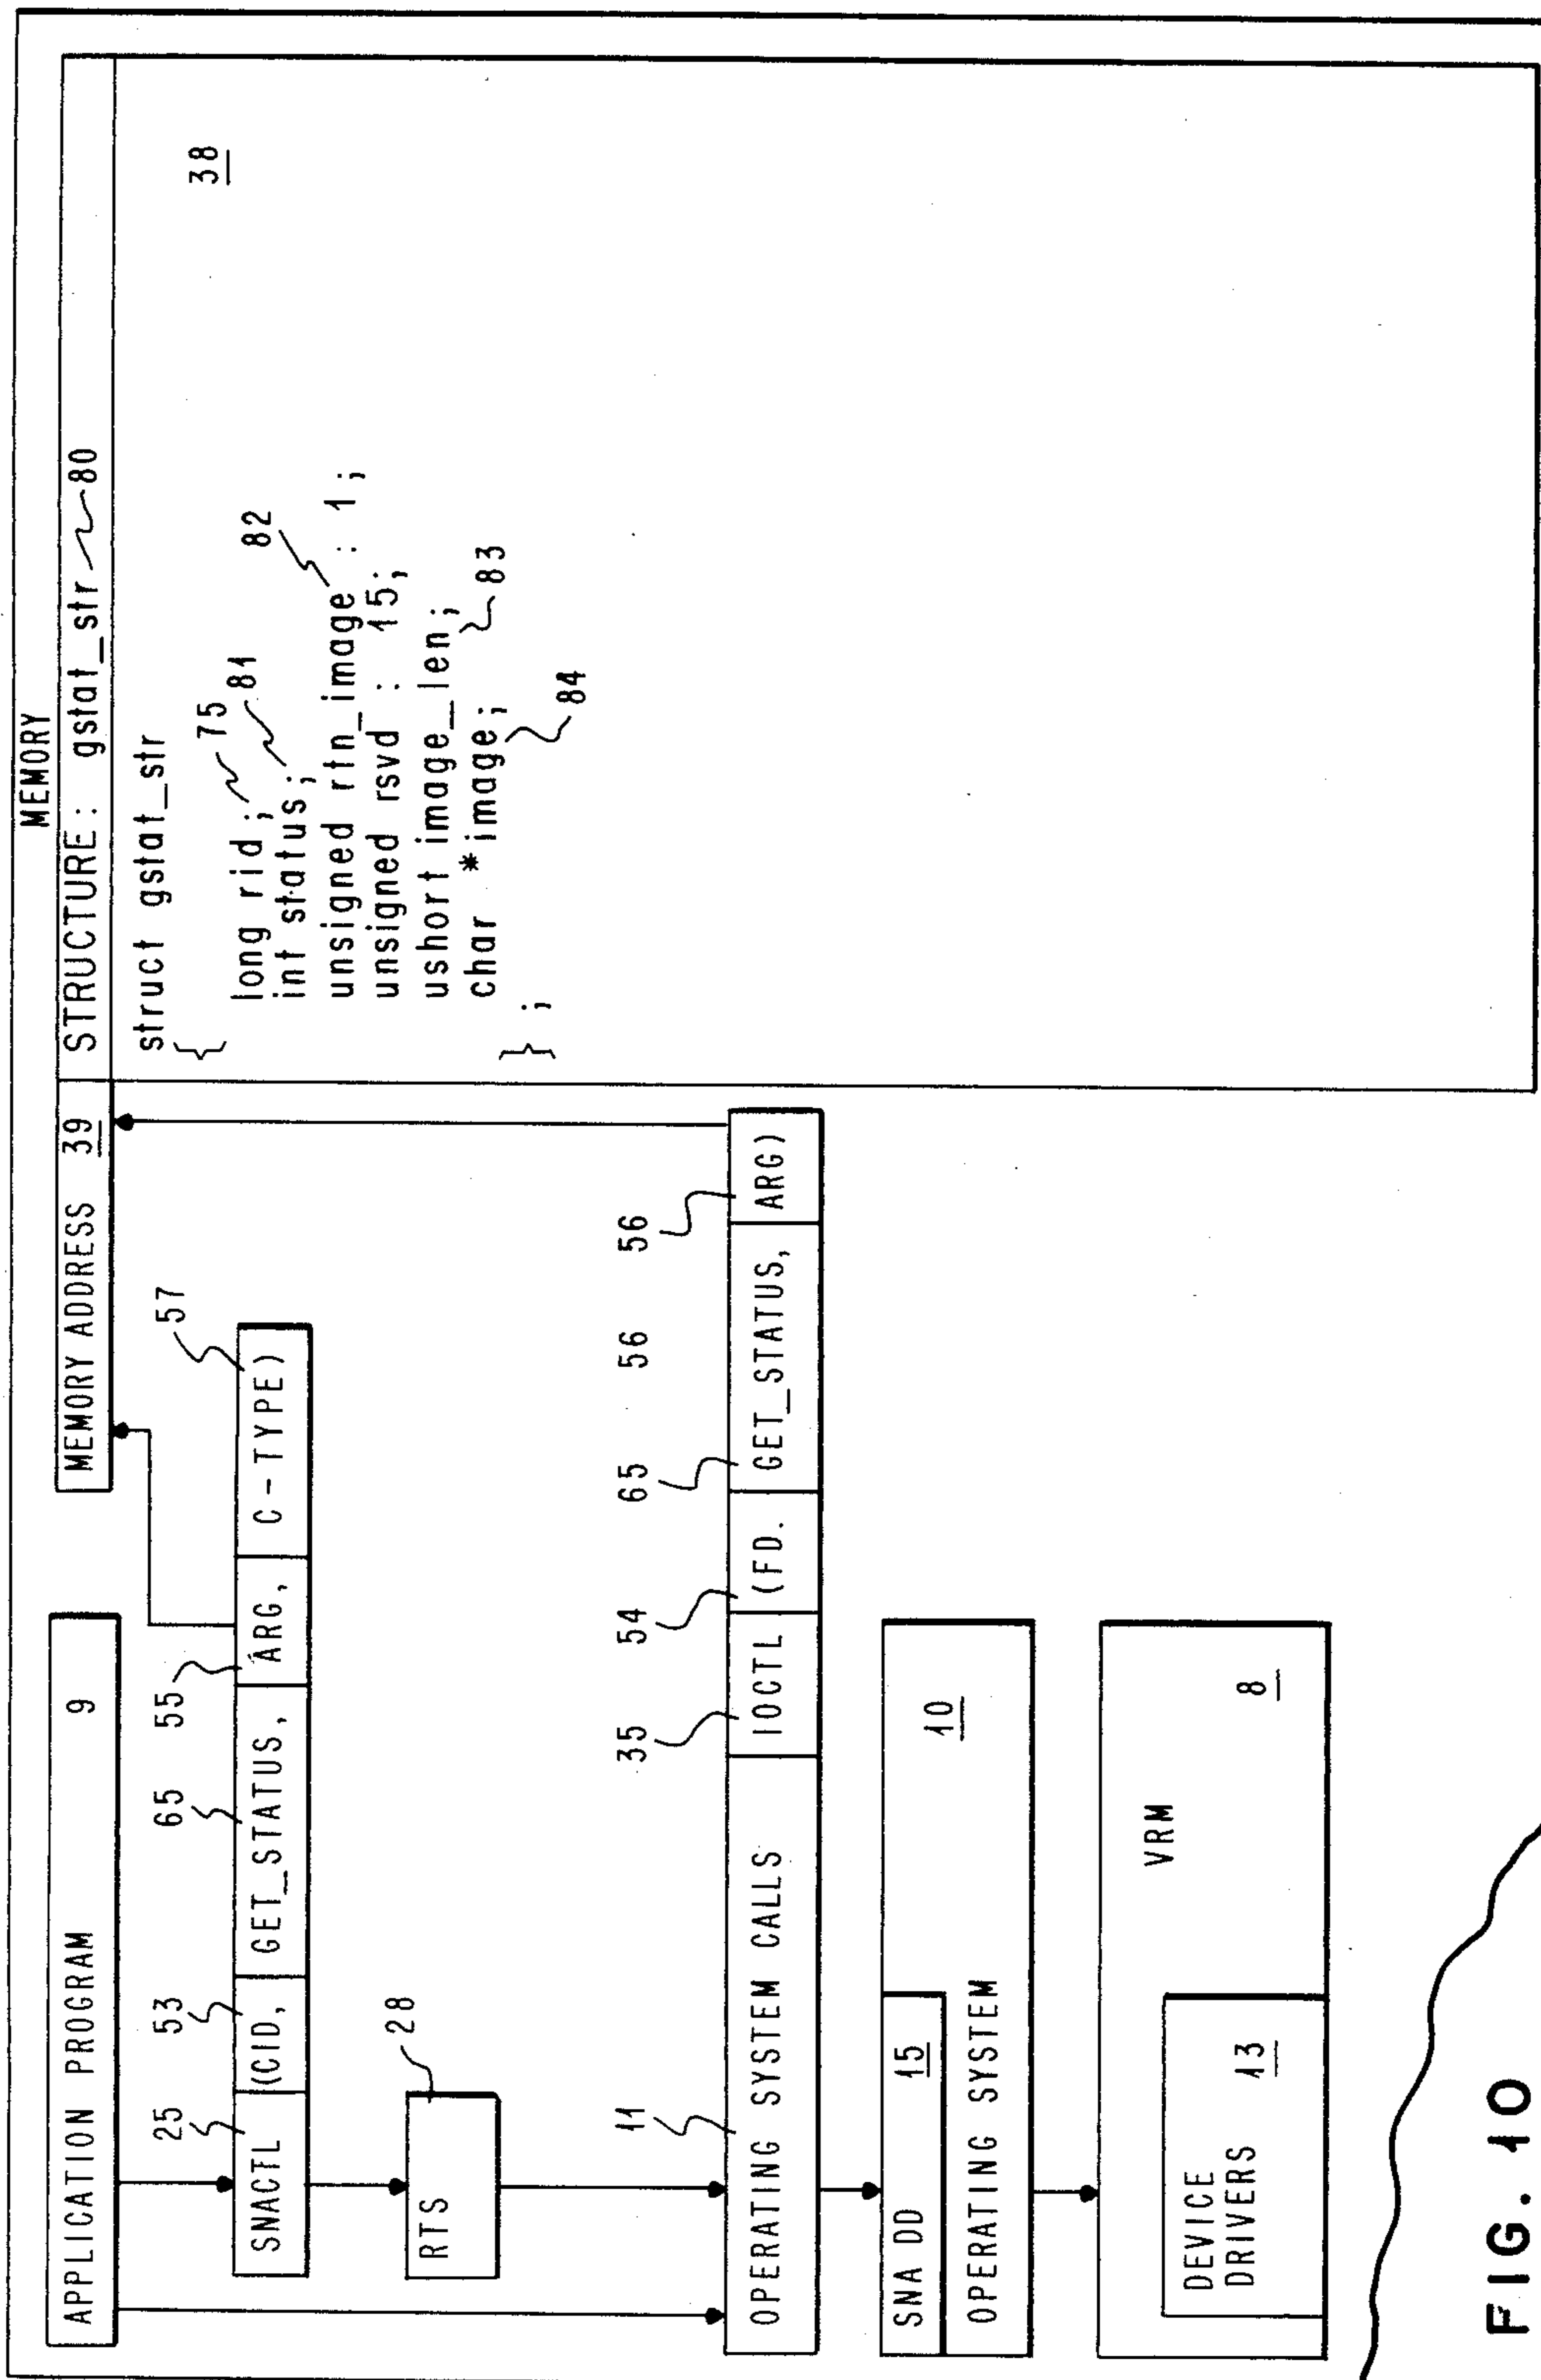 MEMORY
APPLICATION PROGRAM 9
MEMORY ADDRESS 39
STRUCTURE: gstat_str 80
25 53 65 55 57
SNACTL (CID, GET_STATUS, ARG, C-TYPE)
28
RTS
11 35 54 65 56 56
OPERATING SYSTEM CALLS IOCTL (FD. GET_STATUS, ARG)
SNA DD 15
10
OPERATING SYSTEM
VRM 8
DEVICE
DRIVERS 13
38
struct gstat_str
{
long rid; 75
int status; 81
82
unsigned rtn_image : 1;
unsigned rsvd : 15;
ushort image_len;
83
char *image;
84
};
FIG. 10